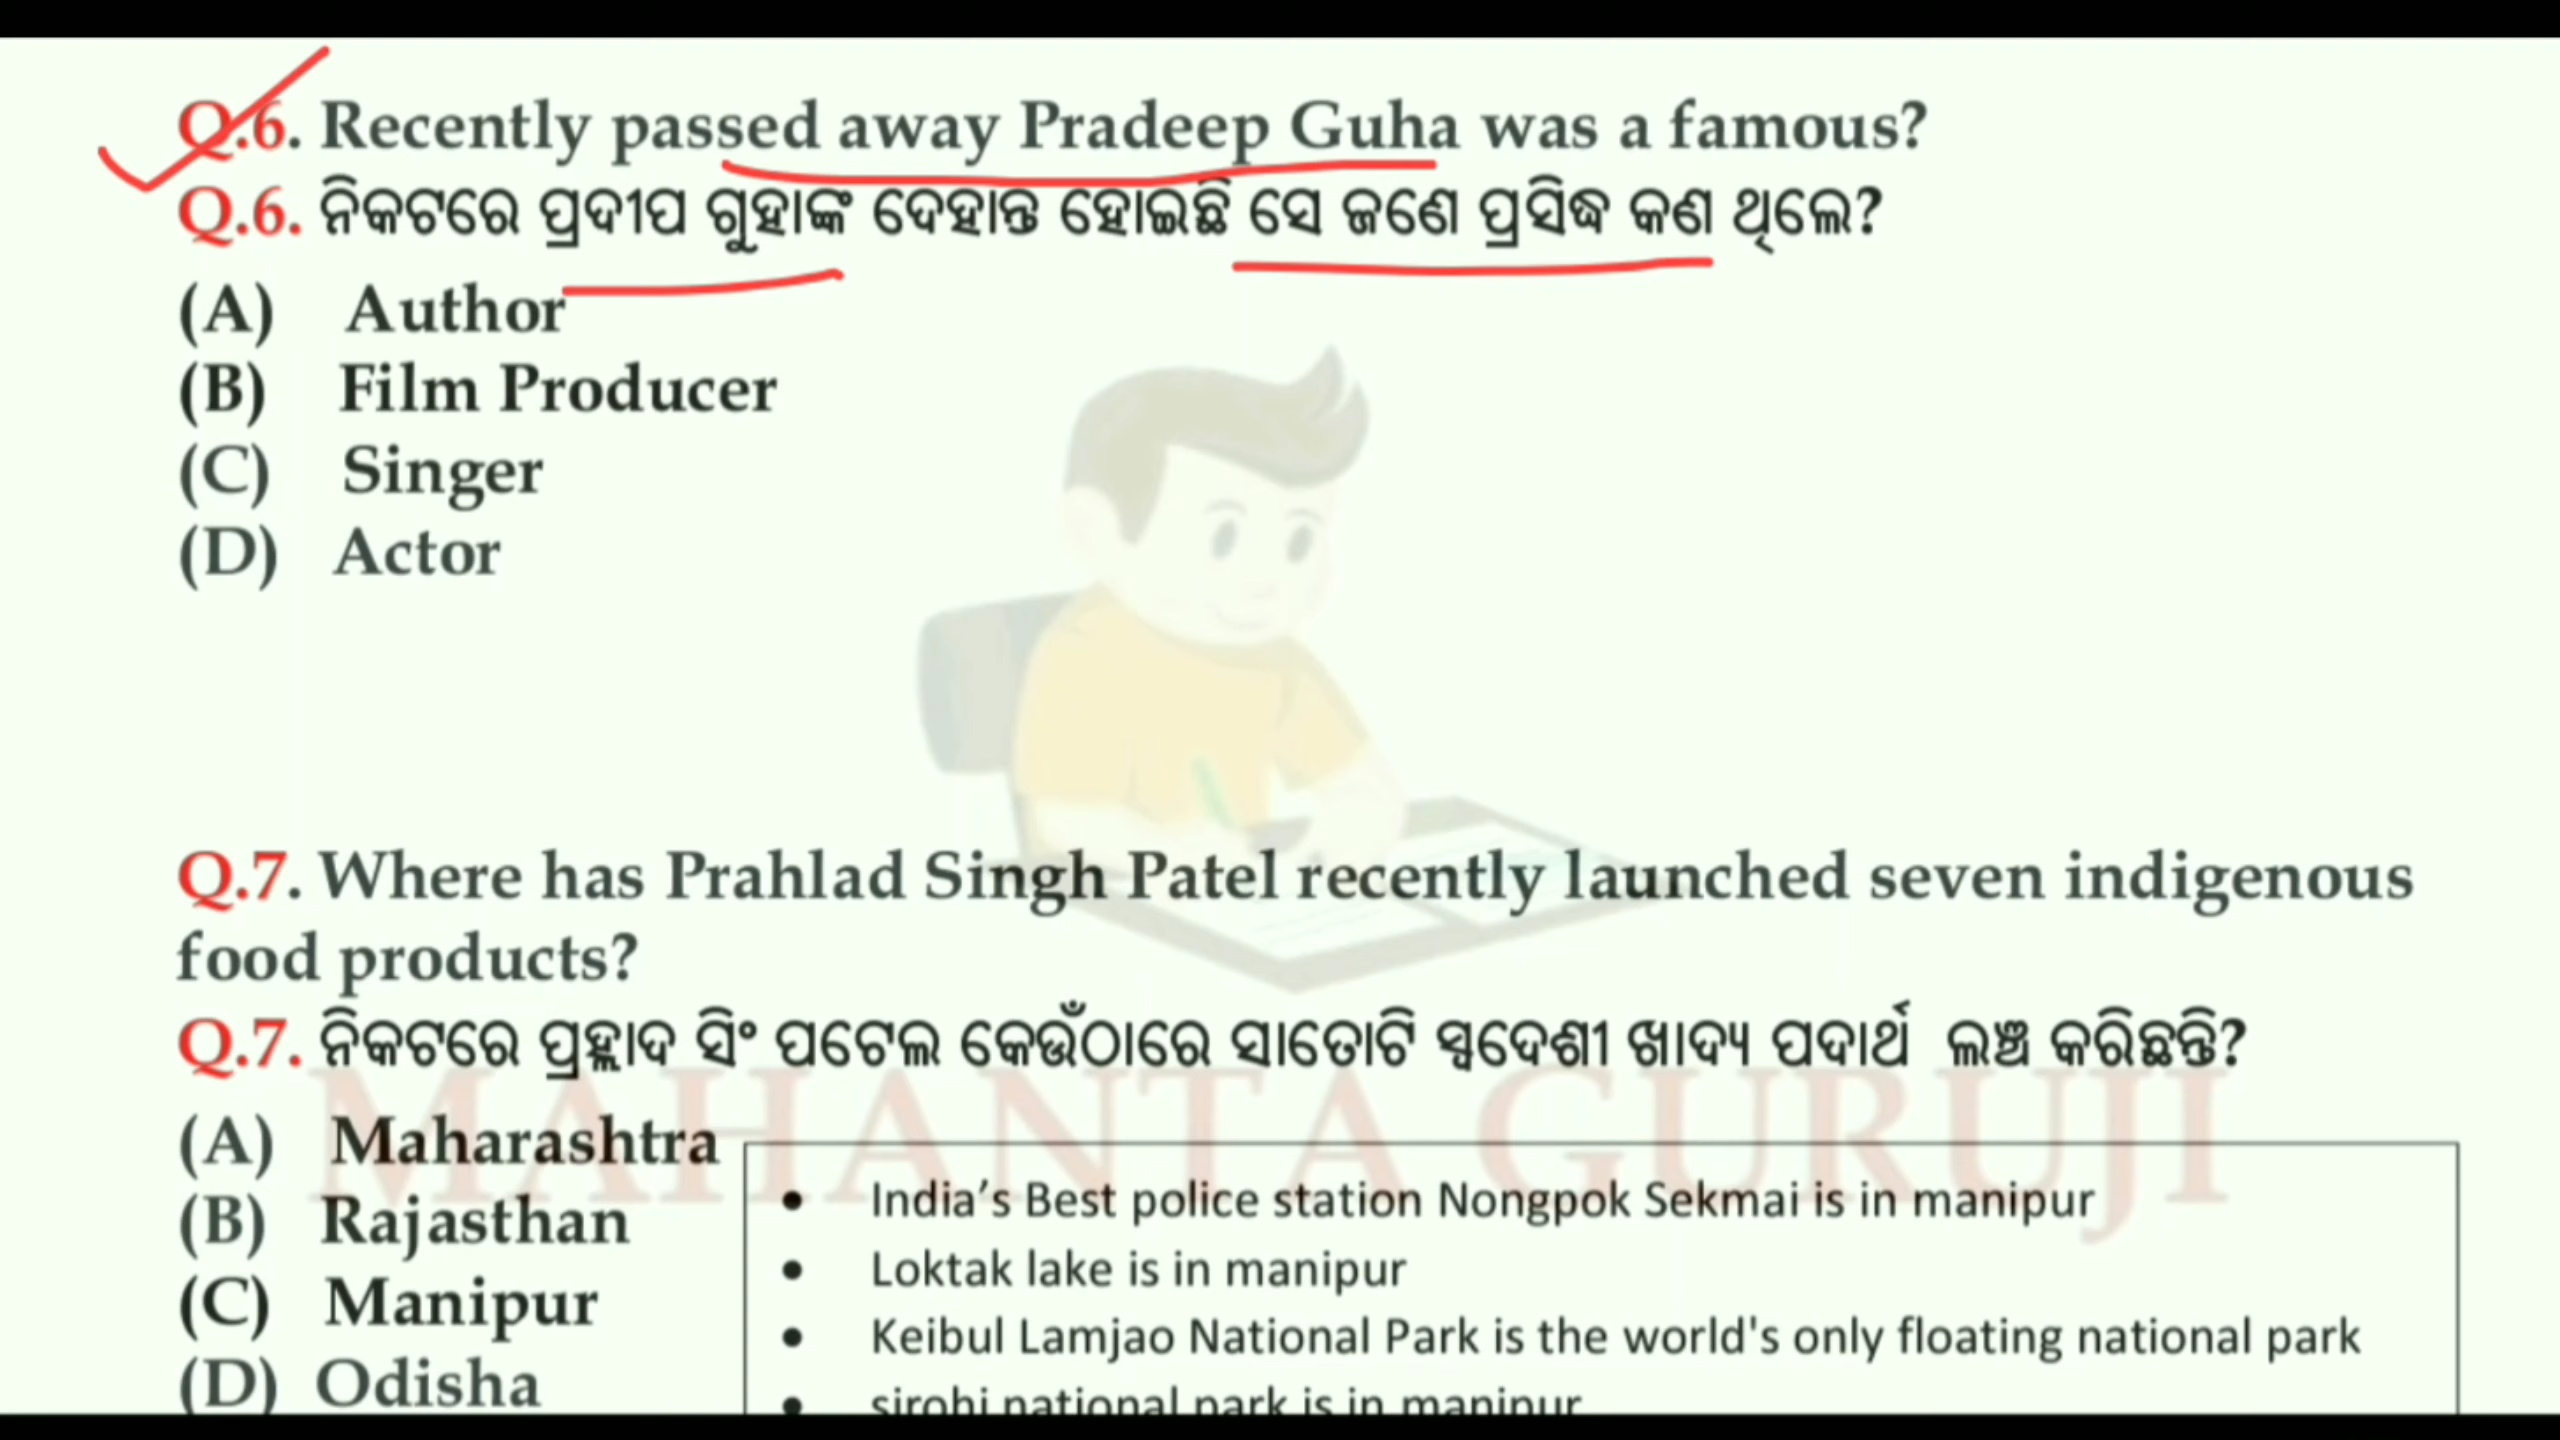 Q.6. Recently passed away Pradeep Guha was a famous?
Q.6. ନିକଟରେ ପ୍ରଦୀପ ଗୁହାଙ୍କ ଦେହାନ୍ତ ହୋଇଛି ସେ ଜଣେ ପ୍ରସିଦ୍ଧ କଣ ଥିଲେ?
(A) Author
(B) Film Producer
(C) Singer
(D) Actor
Q.7. Where has Prahlad Singh Patel recently launched seven indigenous
food products?
Q.7. ନିକଟରେ ପ୍ରହ୍ଲାଦ ସିଂ ପଟେଲ କେଉଁଠାରେ ସାତୋଟି ସ୍ୱଦେଶୀ ଖାଦ୍ୟ ପଦାର୍ଥ ଲଞ୍ଚ କରିଛନ୍ତି?
MAHANTA GURUJI
(A) Maharashtra
(B) Rajasthan
(C) Manipur
(D) Odisha
• India’s Best police station Nongpok Sekmai is in manipur
• Loktak lake is in manipur
• Keibul Lamjao National Park is the world's only floating national park
• sirohi national park is in manipur